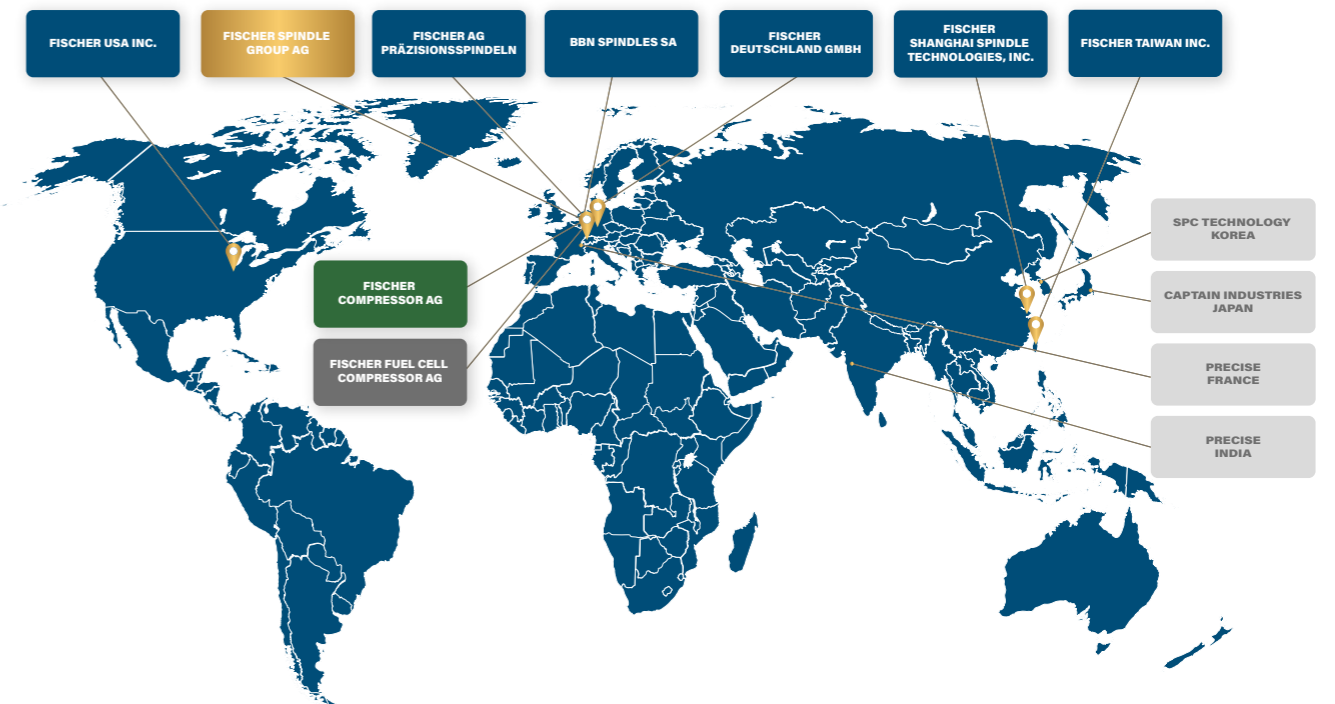 FISCHER USA INC.
FISCHER SPINDLE
GROUP AG
FISCHER AG
PRÄZISIONSSPINDELN
BBN SPINDLES SA
FISCHER
DEUTSCHLAND GMBH
FISCHER
SHANGHAI SPINDLE
TECHNOLOGIES, INC.
FISCHER TAIWAN INC.
SPC TECHNOLOGY
KOREA
FISCHER
COMPRESSOR AG
CAPTAIN INDUSTRIES
JAPAN
FISCHER FUEL CELL
COMPRESSOR AG
PRECISE
FRANCE
PRECISE
INDIA